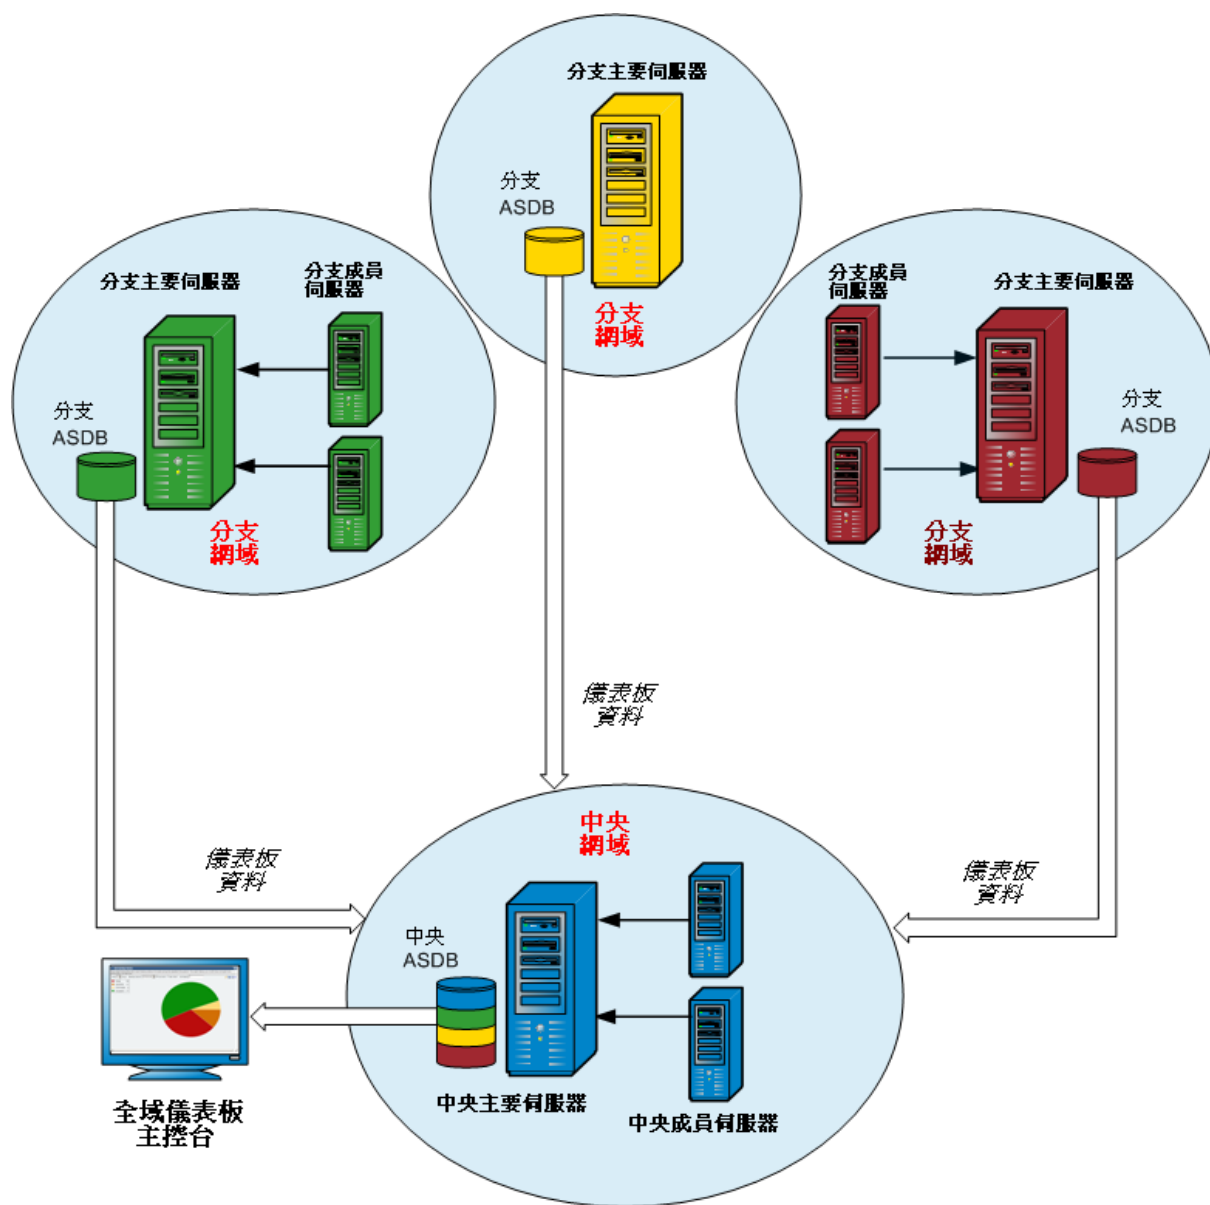 分支主要伺服器
分支
ASDB
分支
網域
分支主要伺服器
分支成員
伺服器
分支
ASDB
分支
網域
分支成員
伺服器
分支主要伺服器
分支
ASDB
分支
網域
儀表板
資料
儀表板
資料
儀表板
資料
中央
網域
中央
ASDB
中央主要伺服器
中央成員伺服器
全域儀表板
主控台